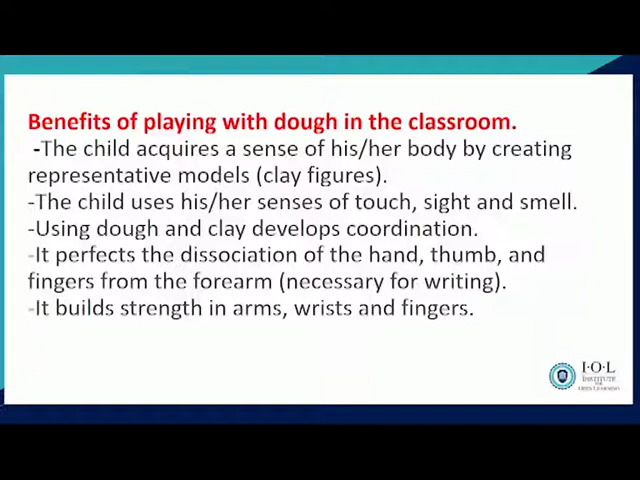 Benefits of playing with dough in the classroom.
-The child acquires a sense of his/her body by creating
representative models (clay figures).
-The child uses his/her senses of touch, sight and smell.
-Using dough and clay develops coordination.
-It perfects the dissociation of the hand, thumb, and
fingers from the forearm (necessary for writing).
-It builds strength in arms, wrists and fingers.
I·O·L
INSTITUTE
FOR
OPEN LEARNING